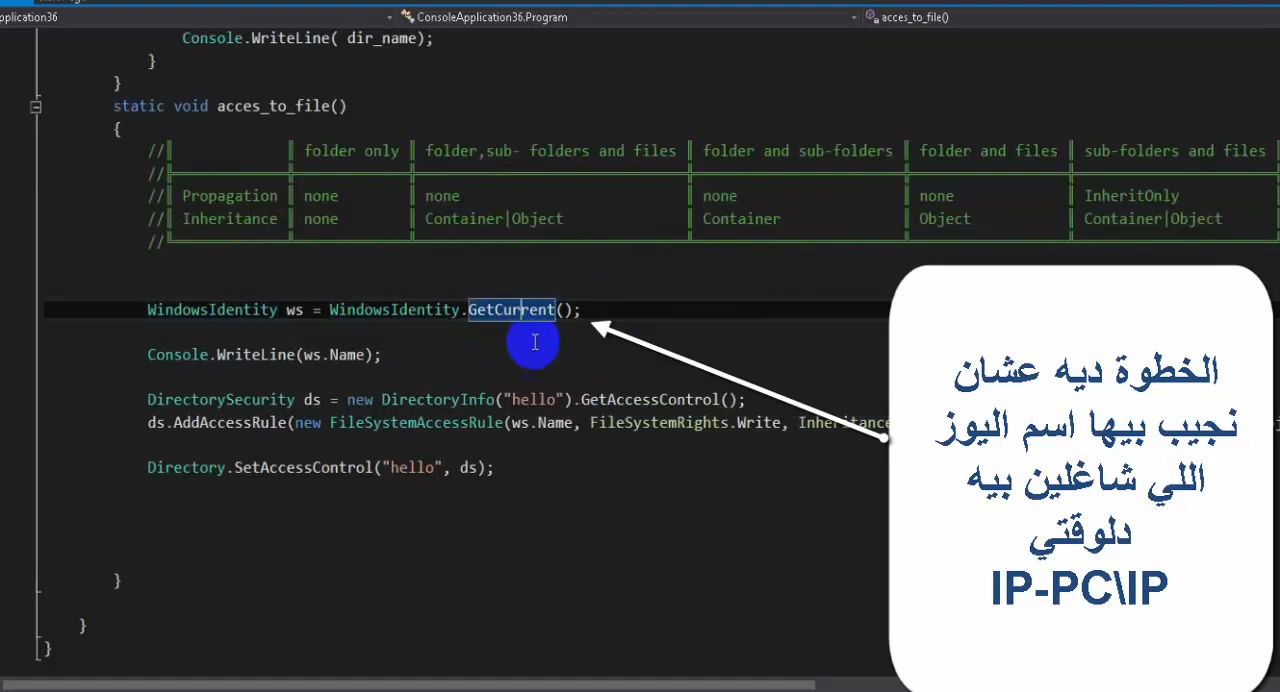 pplication36
ConsoleApplication36.Program
acces_to_file()
Console.WriteLine( dir_name);
}
}
static void acces_to_file()
{
//║ ║ folder only ║ folder,sub- folders and files ║ folder and sub-folders ║ folder and files ║ sub-folders and files
//╠
//║ Propagation ║ none ║ none ║ none ║ none ║ InheritOnly
//║ Inheritance ║ none ║ Container|Object ║ Container ║ Object ║ Container|Object
//╚
WindowsIdentity ws = WindowsIdentity.GetCurrent();
Console.WriteLine(ws.Name);
DirectorySecurity ds = new DirectoryInfo("hello").GetAccessControl();
ds.AddAccessRule(new FileSystemAccessRule(ws.Name, FileSystemRights.Write, Inheritance
Directory.SetAccessControl("hello", ds);
}
}
}
الخطوة ديه عشان
نجيب بيها اسم اليوز
اللي شاغلين بيه
دلوقتي
IP-PC\IP